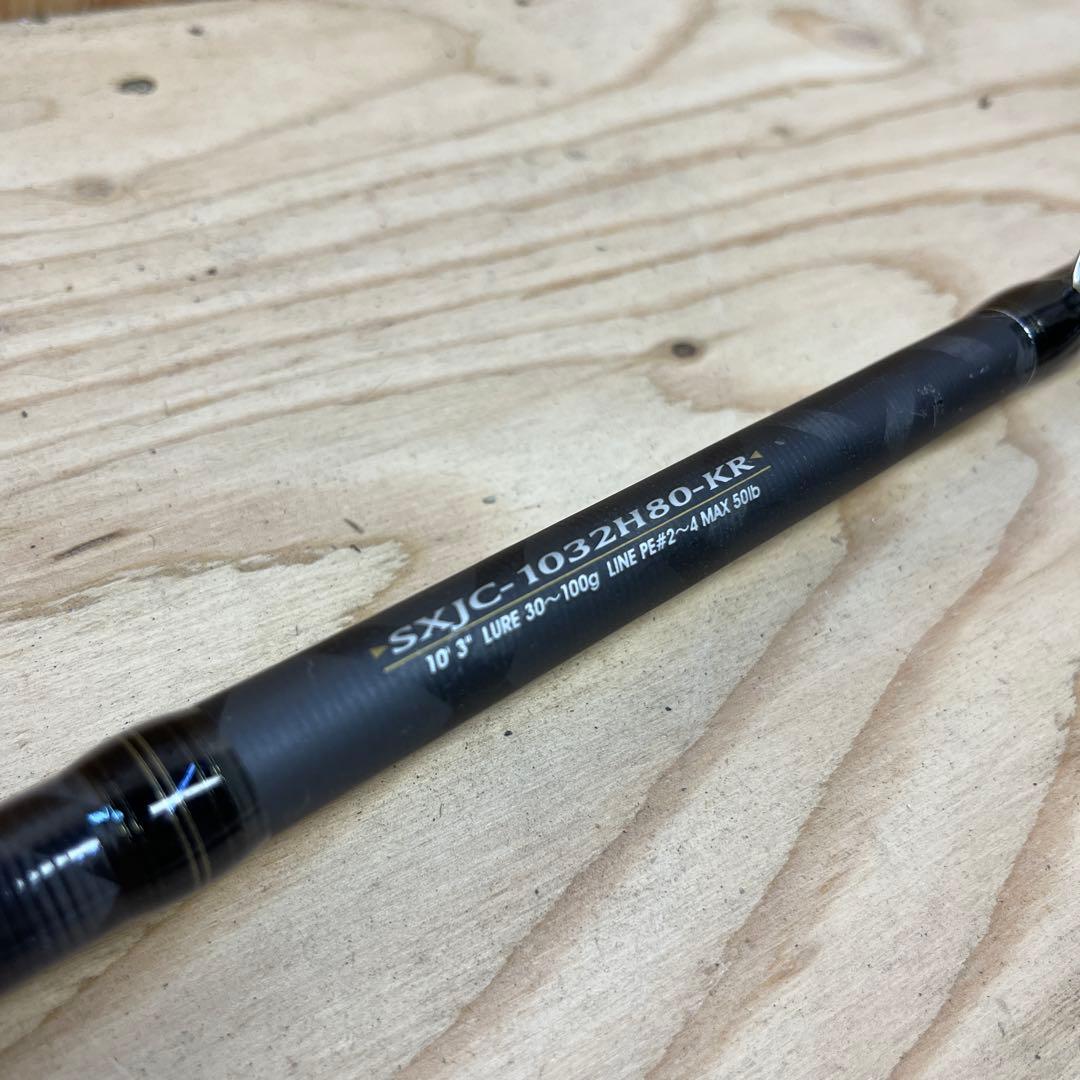 SXJC-1032H80-KR
10' 3" LURE 30～100g LINE PE#2～4 MAX 50lb